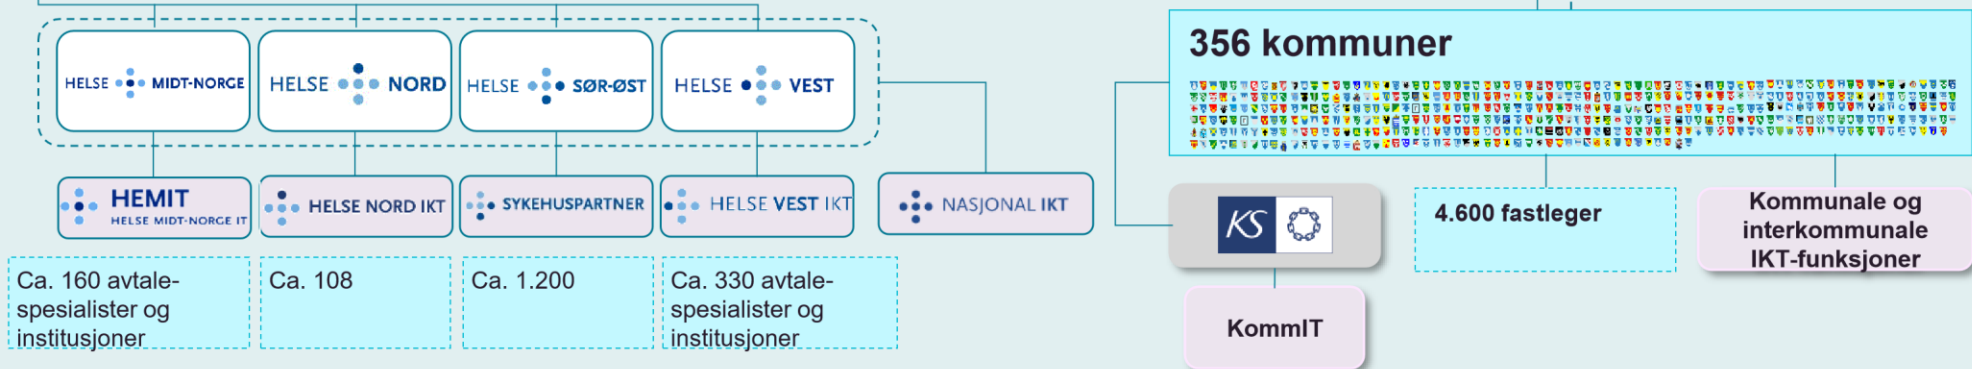 HELSE MIDT-NORGE
HELSE NORD
HELSE SØR-ØST
HELSE VEST
HEMIT
HELSE MIDT-NORGE IT
HELSE NORD IKT
SYKEHUSPARTNER
HELSE VEST IKT
NASJONAL IKT
Ca. 160 avtale-
spesialister og
institusjoner
Ca. 108
Ca. 1.200
Ca. 330 avtale-
spesialister og
institusjoner
356 kommuner
KS
4.600 fastleger
Kommunale og
interkommunale
IKT-funksjoner
KommIT